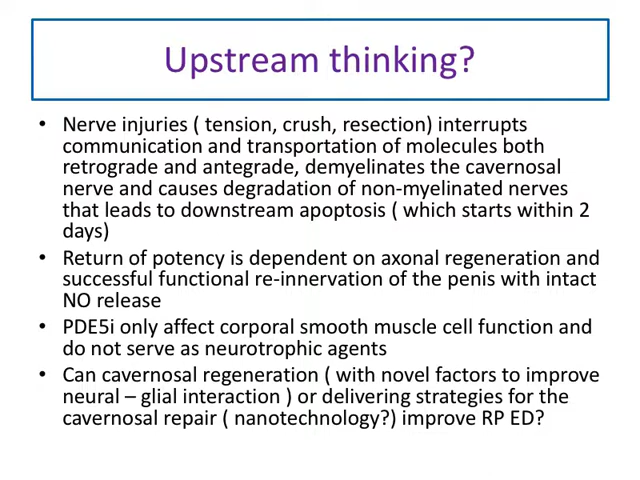 Upstream thinking?
• Nerve injuries ( tension, crush, resection) interrupts
communication and transportation of molecules both
retrograde and antegrade, demyelinates the cavernosal
nerve and causes degradation of non-myelinated nerves
that leads to downstream apoptosis ( which starts within 2
days)
• Return of potency is dependent on axonal regeneration and
successful functional re-innervation of the penis with intact
NO release
• PDE5i only affect corporal smooth muscle cell function and
do not serve as neurotrophic agents
• Can cavernosal regeneration ( with novel factors to improve
neural – glial interaction ) or delivering strategies for the
cavernosal repair ( nanotechnology?) improve RP ED?